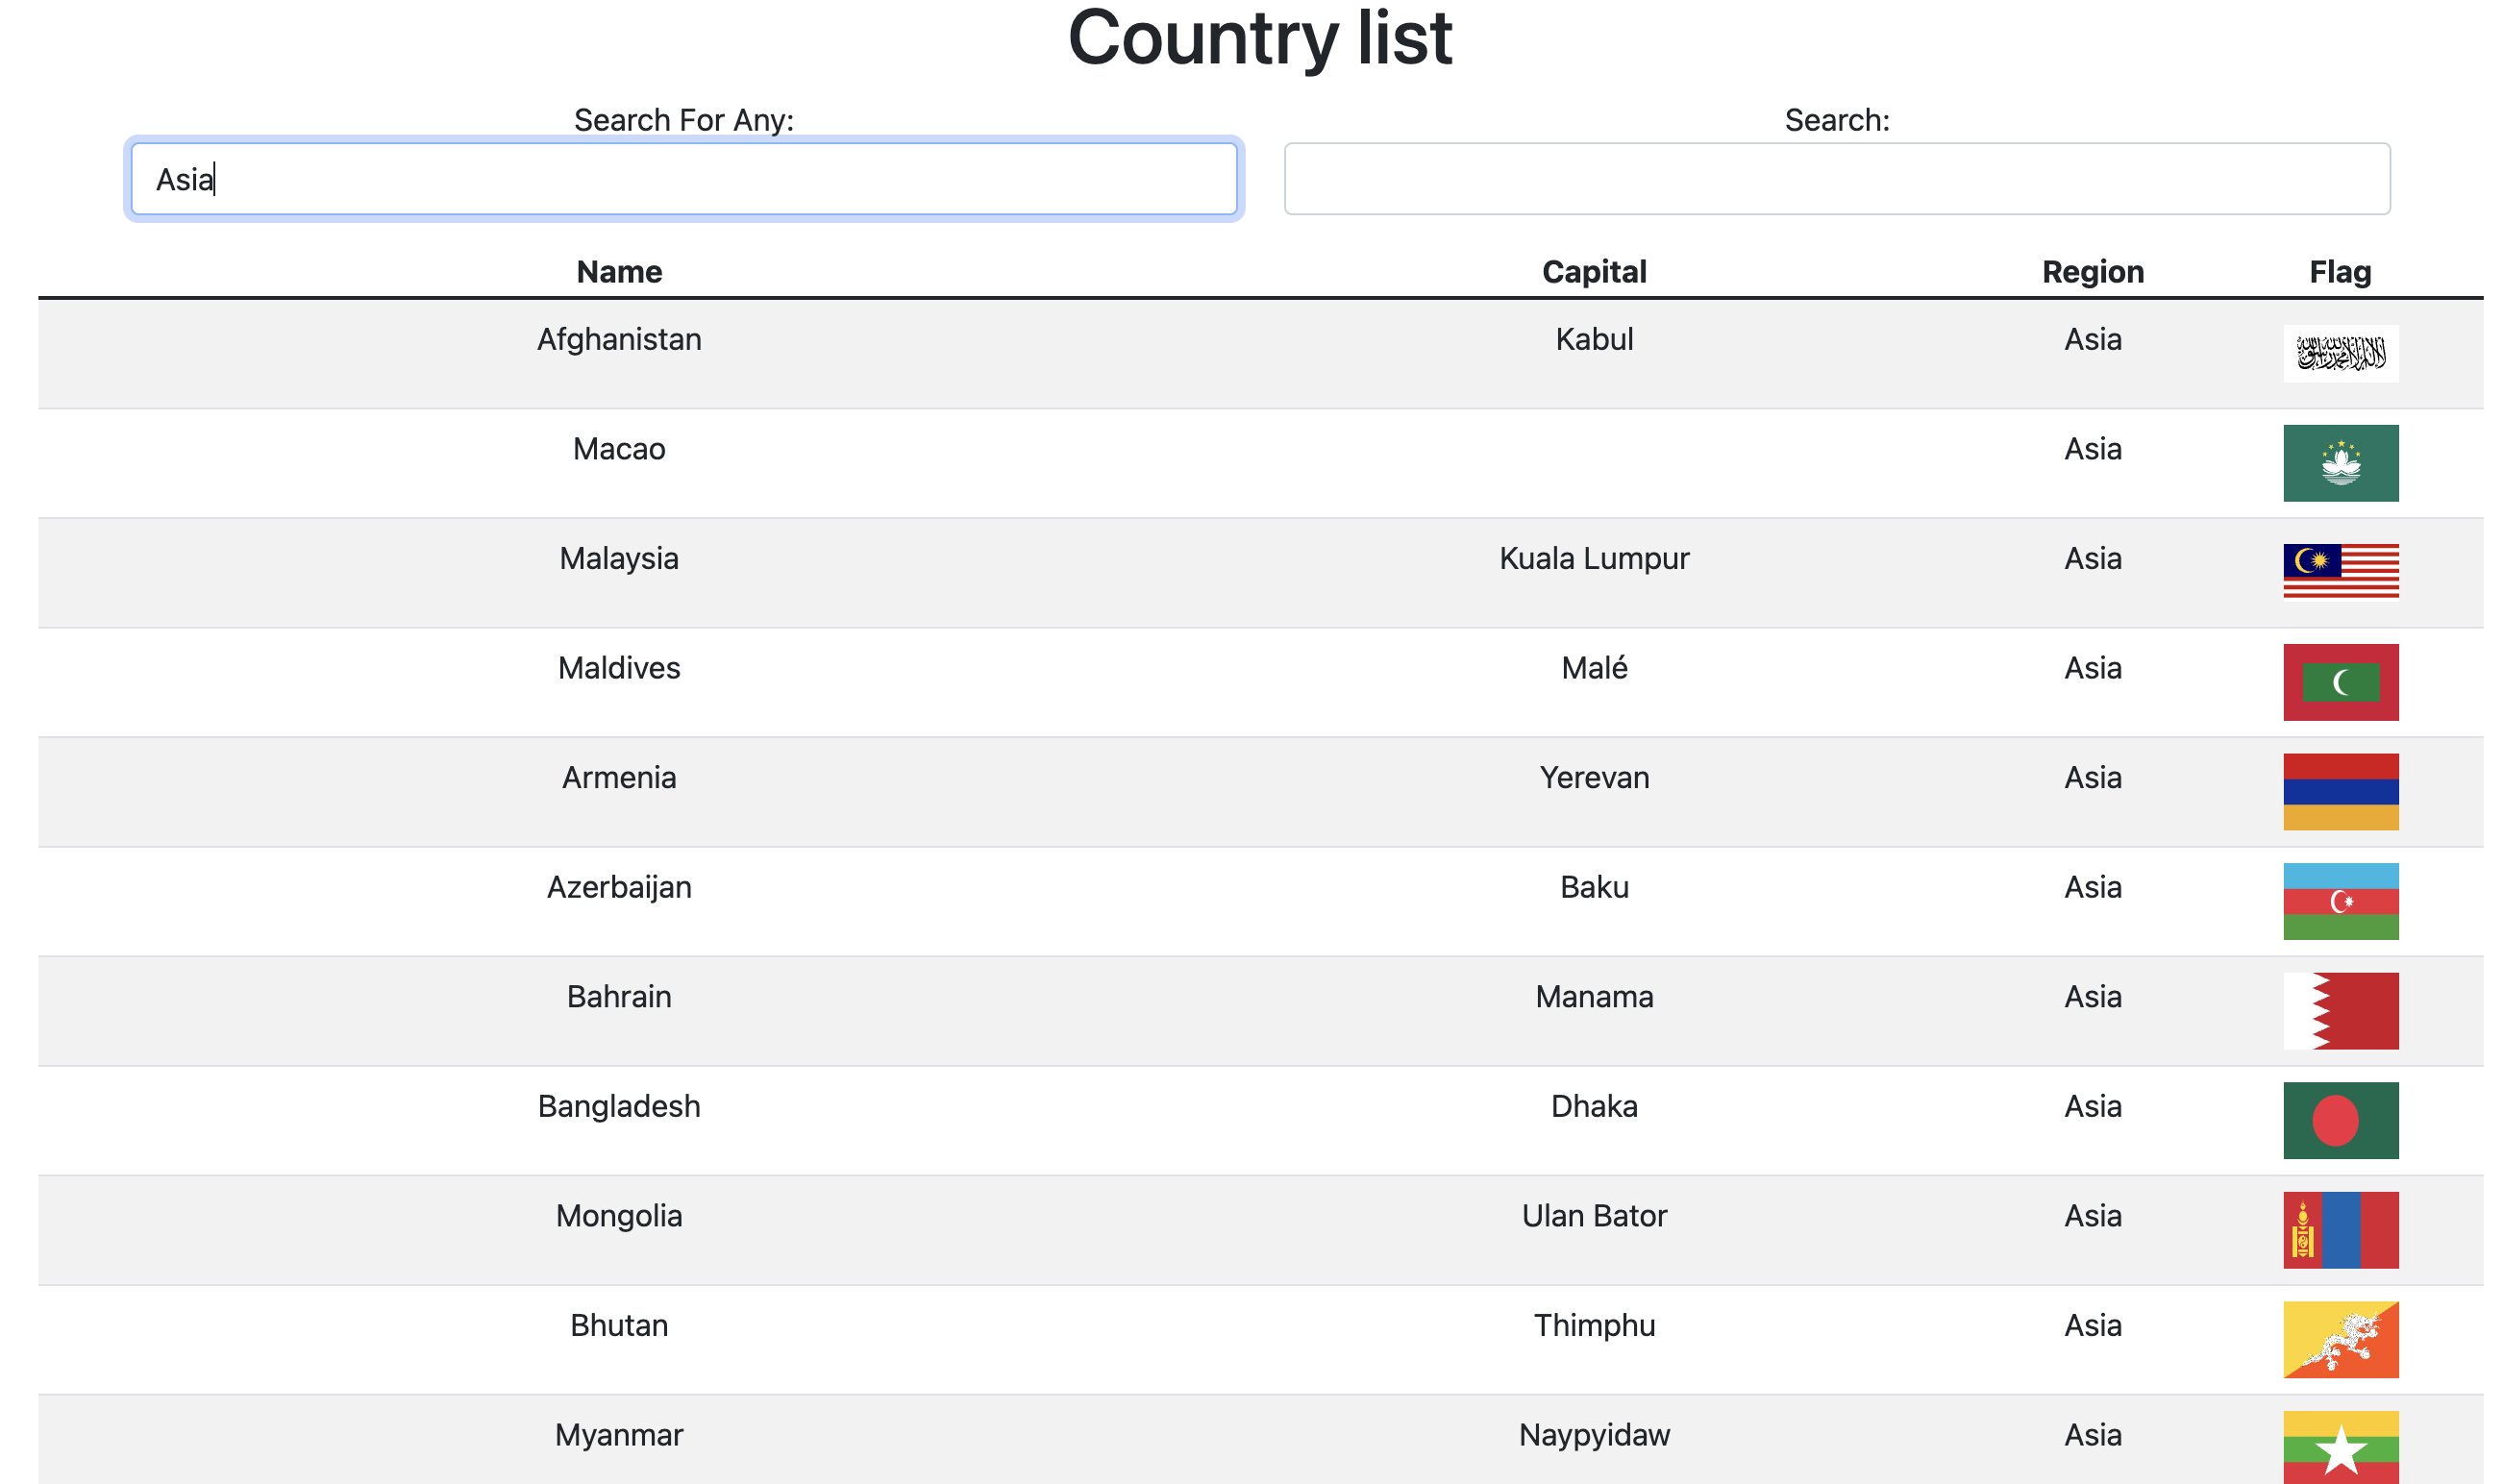 Country list
Search For Any: Search:
Asia
Name Capital Region Flag
Afghanistan Kabul Asia
Macao Asia
Malaysia Kuala Lumpur Asia
Maldives Malé Asia
Armenia Yerevan Asia
Azerbaijan Baku Asia
Bahrain Manama Asia
Bangladesh Dhaka Asia
Mongolia Ulan Bator Asia
Bhutan Thimphu Asia
Myanmar Naypyidaw Asia